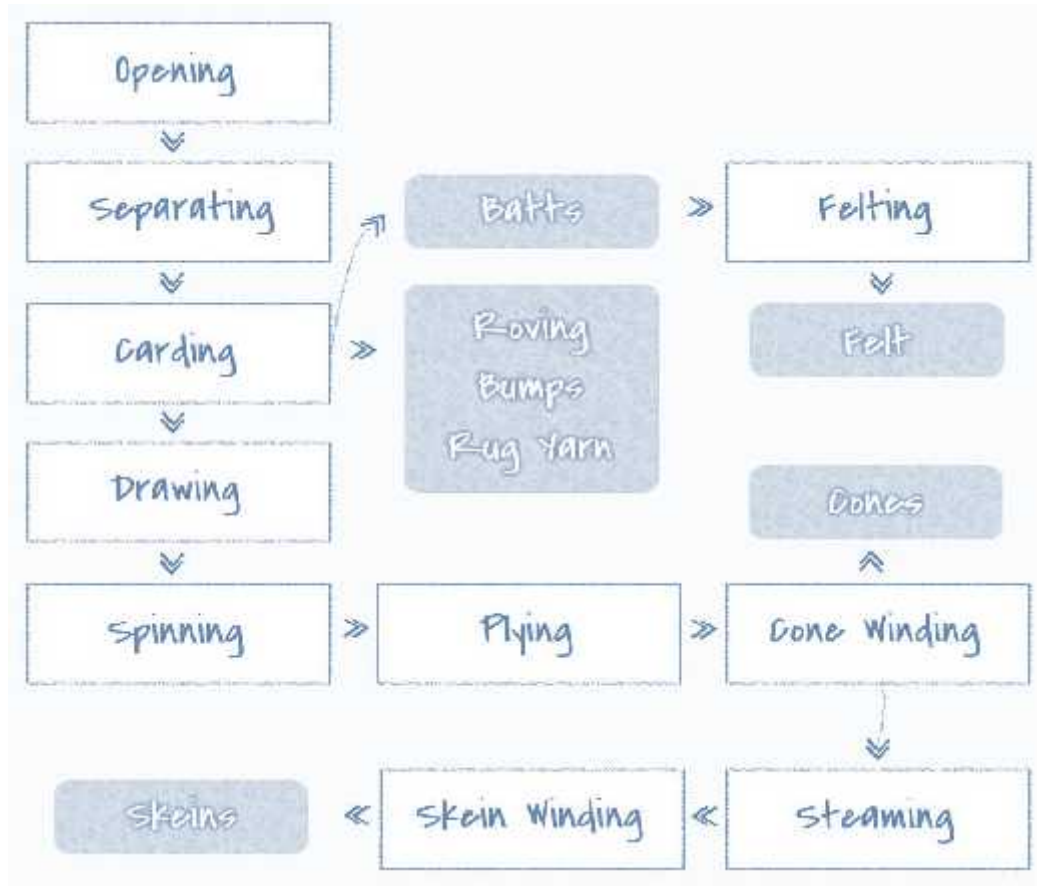 Opening
Separating
Batts
Felting
Carding
Roving
Bumps
Rug Yarn
Felt
Drawing
Cones
Spinning
Plying
Cone Winding
Skeins
Skein Winding
Steaming